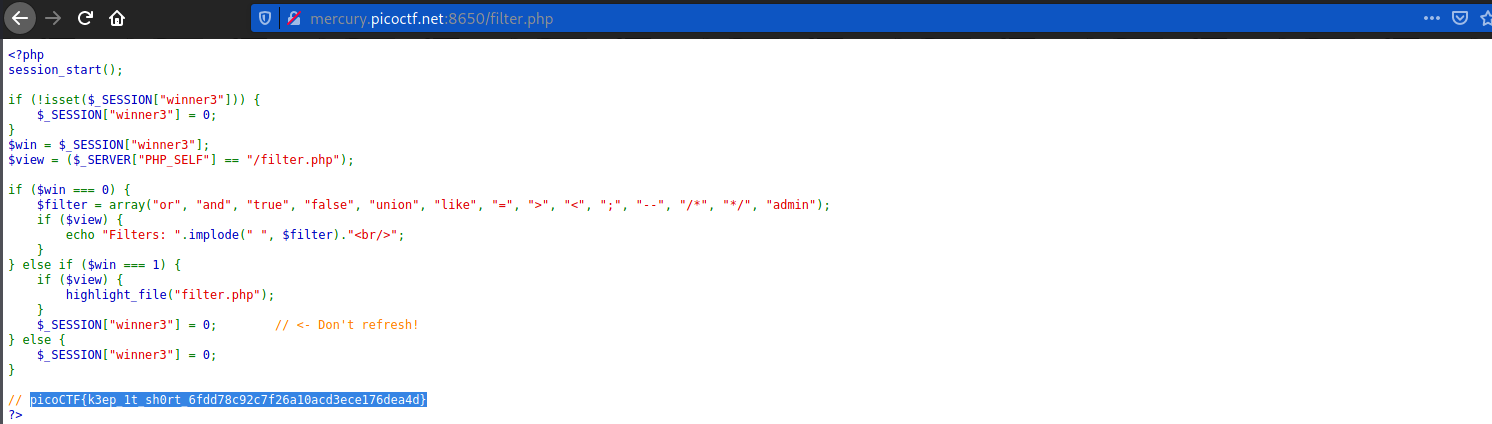 mercury.picoctf.net:8650/filter.php
<?php
session_start();
if (!isset($_SESSION["winner3"])) {
    $_SESSION["winner3"] = 0;
}
$win = $_SESSION["winner3"];
$view = ($_SERVER["PHP_SELF"] == "/filter.php");
if ($win === 0) {
    $filter = array("or", "and", "true", "false", "union", "like", "=", ">", "<", ";", "--", "/*", "*/", "admin");
    if ($view) {
        echo "Filters: ".implode(" ", $filter)."<br/>";
    }
} else if ($win === 1) {
    if ($view) {
        highlight_file("filter.php");
    }
    $_SESSION["winner3"] = 0;        // <- Don't refresh!
} else {
    $_SESSION["winner3"] = 0;
}
// picoCTF{k3ep_1t_sh0rt_6fdd78c92c7f26a10acd3ece176dea4d}
?>